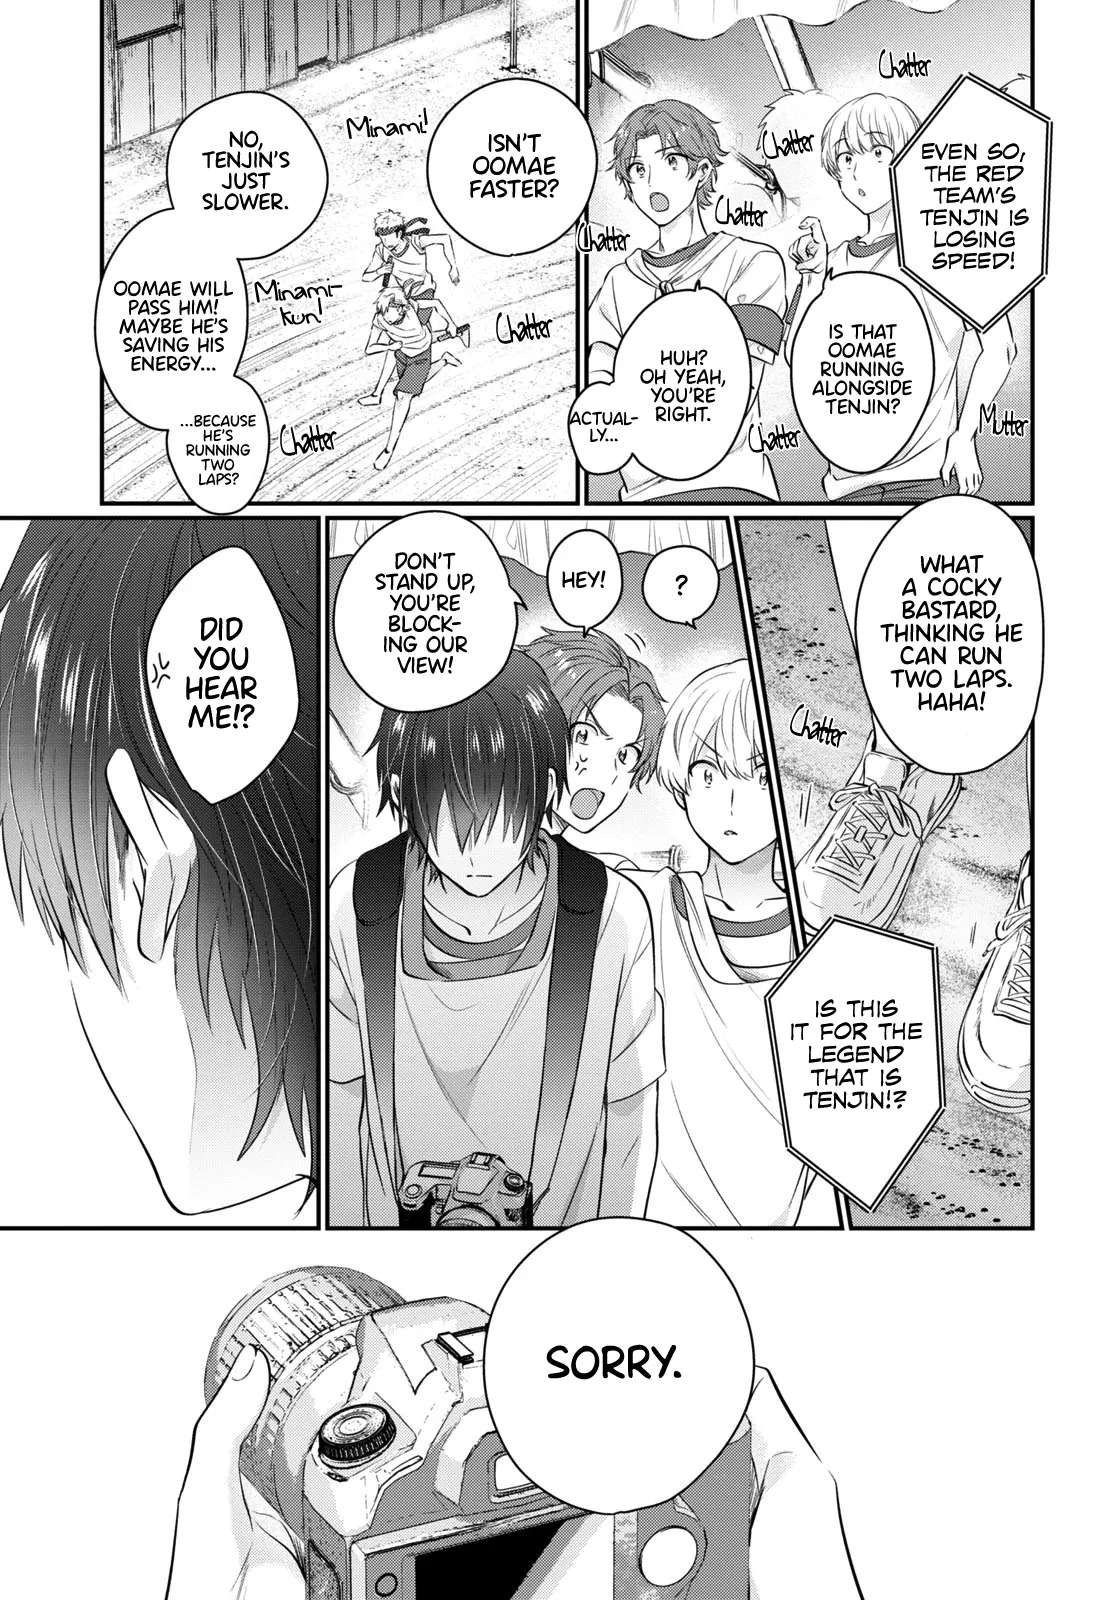 Chatter
EVEN SO,
THE RED
TEAM'S
TENJIN IS
LOSING
SPEED!
Chatter
Chatter
Chatter
IS THAT
OOMAE
RUNNING
ALONGSIDE
TENJIN?
HUH?
OH YEAH,
YOU'RE
RIGHT.
ACTUAL-
LY...
Chatter
Mutter
ISN'T
OOMAE
FASTER?
Minami!
NO,
TENJIN'S
JUST
SLOWER.
Minami-
kun!
Chatter
OOMAE WILL
PASS HIM!
MAYBE HE'S
SAVING HIS
ENERGY...
...BECAUSE
HE'S
RUNNING
TWO
LAPS?
Chatter
WHAT
A COCKY
BASTARD,
THINKING HE
CAN RUN
TWO LAPS.
HAHA!
Chatter
IS THIS
IT FOR THE
LEGEND
THAT IS
TENJIN!?
?
HEY!
DON'T
STAND UP,
YOU'RE
BLOCK-
ING OUR
VIEW!
DID
YOU
HEAR
ME!?
SORRY.